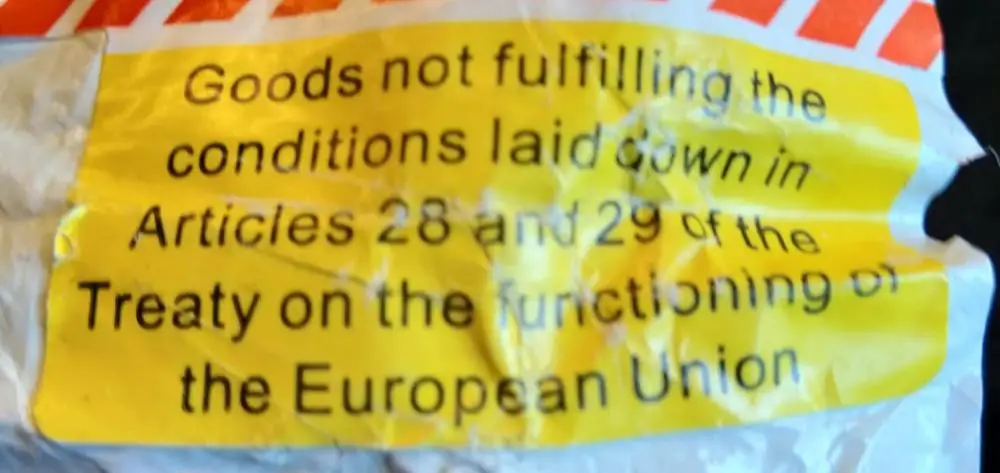 Goods not fulfilling the
conditions laid down in
Articles 28 and 29 of the
Treaty on the functioning of
the European Union